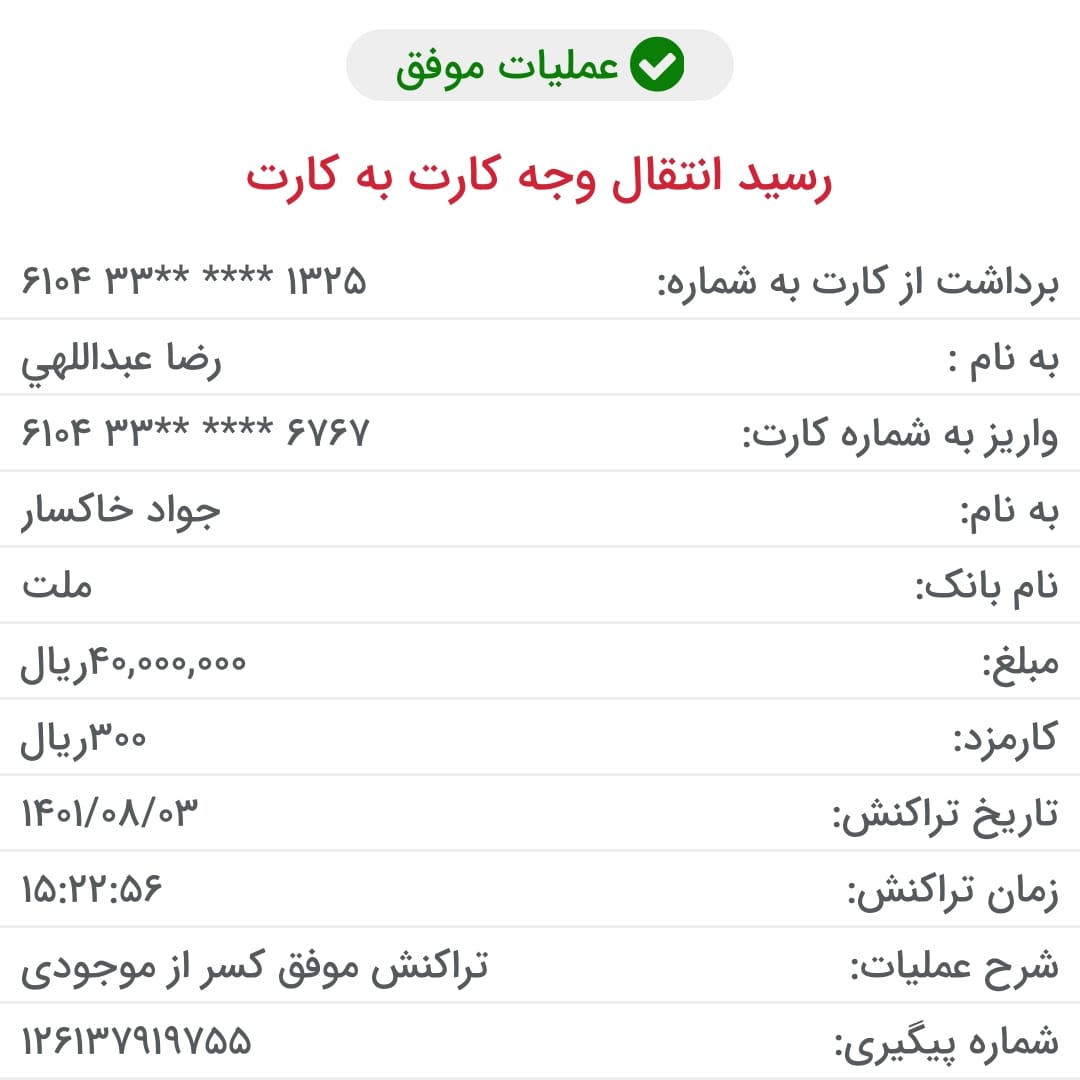 عملیات موفق
رسید انتقال وجه کارت به کارت
برداشت از کارت به شماره: ۶۱۰۴ ۳۳** **** ۱۳۲۵
به نام : رضا عبداللهي
واریز به شماره کارت: ۶۱۰۴ ۳۳** **** ۶۷۶۷
به نام: جواد خاکسار
نام بانک: ملت
مبلغ: ۴۰,۰۰۰,۰۰۰ریال
کارمزد: ۳۰۰ریال
تاریخ تراکنش: ۱۴۰۱/۰۸/۰۳
زمان تراکنش: ۱۵:۲۲:۵۶
شرح عملیات: تراکنش موفق کسر از موجودی
شماره پیگیری: ۱۲۶۱۳۷۹۱۹۷۵۵